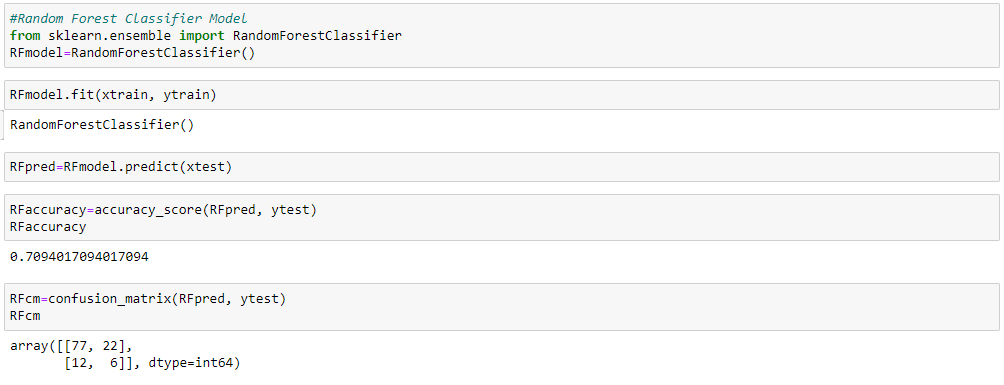 #Random Forest Classifier Model
from sklearn.ensemble import RandomForestClassifier
RFmodel=RandomForestClassifier()
RFmodel.fit(xtrain, ytrain)
RandomForestClassifier()
RFpred=RFmodel.predict(xtest)
RFaccuracy=accuracy_score(RFpred, ytest)
RFaccuracy
0.7094017094017094
RFcm=confusion_matrix(RFpred, ytest)
RFcm
array([[77, 22],
       [12,  6]], dtype=int64)